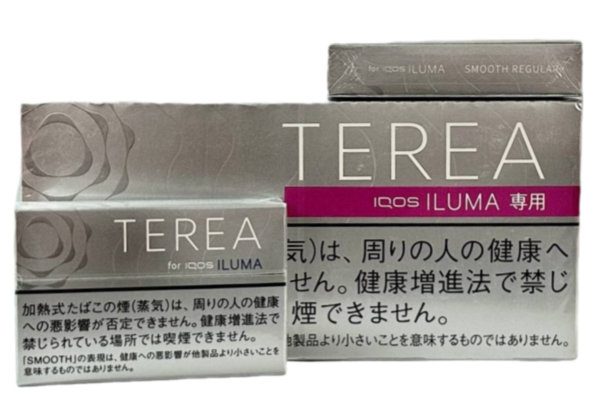 for IQOS ILUMA SMOOTH REGULAR
TEREA
IQOS ILUMA 専用
気)は、周りの人の健康へ
せん。健康増進法で禁じ
煙できません。
他製品より小さいことを意味するものではありません。
TEREA
for IQOS ILUMA
加熱式たばこの煙(蒸気)は、周りの人の健康
への悪影響が否定できません。健康増進法で
禁じられている場所では喫煙できません。
「SMOOTH」の表現は、健康への悪影響が他製品より小さいことを
意味するものではありません。